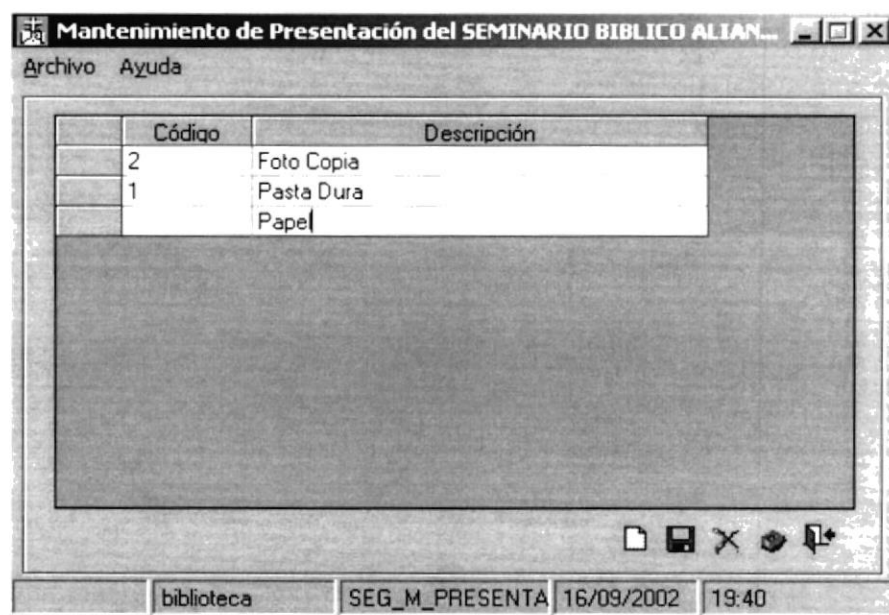 Mantenimiento de Presentación del SEMINARIO BIBLICO ALIAN...
Archivo Ayuda
Código Descripción
2 Foto Copia
1 Pasta Dura
Papel
biblioteca SEG_M_PRESENTA 16/09/2002 19:40